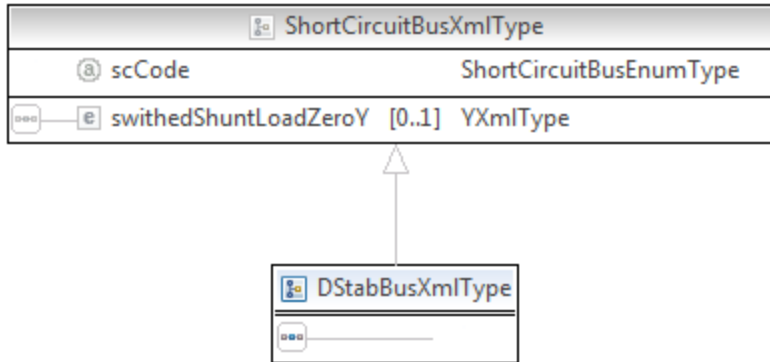 ShortCircuitBusXmlType
a scCode ShortCircuitBusEnumType
e swithedShuntLoadZeroY [0..1] YXmlType
DStabBusXmlType